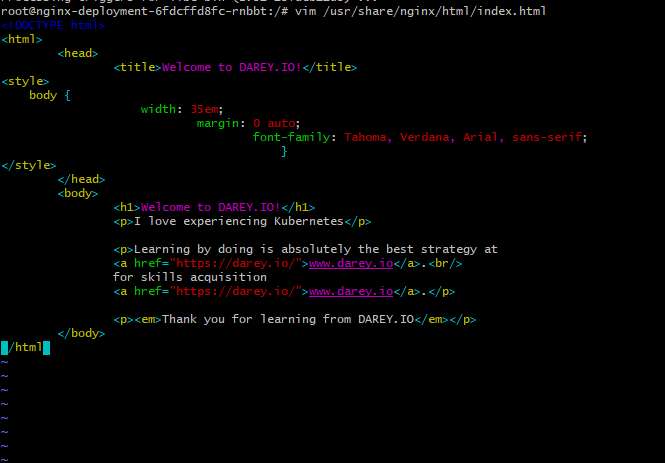 root@nginx-deployment-6fdcffd8fc-rnbbt:/# vim /usr/share/nginx/html/index.html
<!DOCTYPE html>
<html>
<head>
<title>Welcome to DAREY.IO!</title>
<style>
body {
width: 35em;
margin: 0 auto;
font-family: Tahoma, Verdana, Arial, sans-serif;
}
</style>
</head>
<body>
<h1>Welcome to DAREY.IO!</h1>
<p>I love experiencing Kubernetes</p>
<p>Learning by doing is absolutely the best strategy at
<a href="https://darey.io/">www.darey.io</a>.<br/>
for skills acquisition
<a href="https://darey.io/">www.darey.io</a>.</p>
<p><em>Thank you for learning from DAREY.IO</em></p>
</body>
/html
~
~
~
~
~
~
~
~